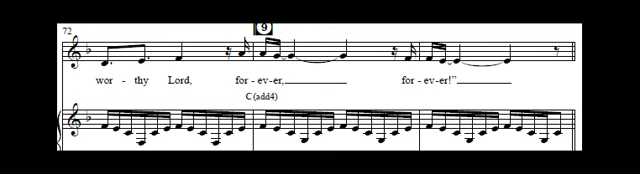 72
9
wor - thy Lord, for - ev - er, for - ev - er!”
C(add4)